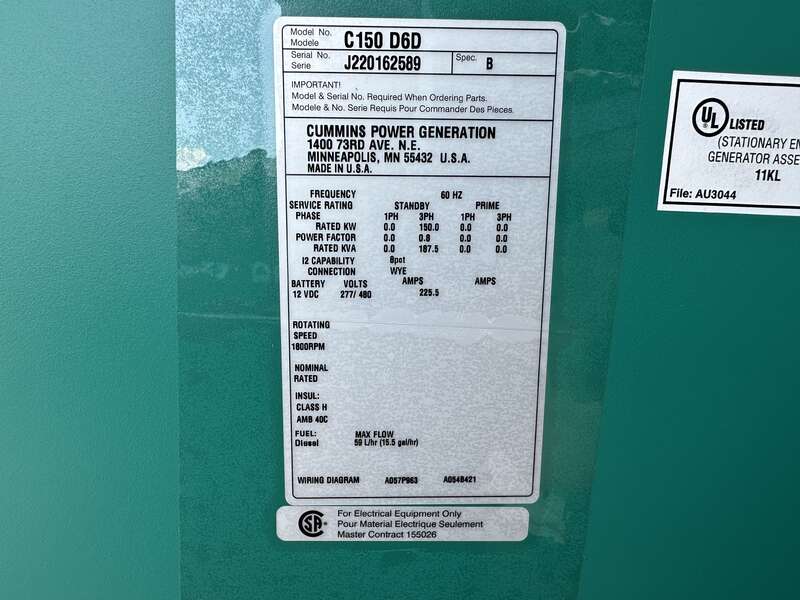 Model No. C150 D6D
Modele
Serial No. J220162589 Spec. B
Serie
IMPORTANT!
Model & Serial No. Required When Ordering Parts.
Modele & No. Serie Requis Pour Commander Des Pieces.
CUMMINS POWER GENERATION
1400 73RD AVE. N.E.
MINNEAPOLIS, MN 55432 U.S.A.
MADE IN U.S.A.
FREQUENCY 60 HZ
SERVICE RATING STANDBY PRIME
PHASE 1PH 3PH 1PH 3PH
RATED KW 0.0 150.0 0.0 0.0
POWER FACTOR 0.0 0.8 0.0 0.0
RATED KVA 0.0 187.5 0.0 0.0
I2 CAPABILITY 8pct
CONNECTION WYE
BATTERY VOLTS AMPS AMPS
12 VDC 277/ 480 225.5
ROTATING
SPEED
1800RPM
NOMINAL
RATED
INSUL:
CLASS H
AMB 40C
FUEL: MAX FLOW
Diesel 59 L/hr (15.5 gal/hr)
WIRING DIAGRAM A057P963 A054B421
SA
For Electrical Equipment Only
Pour Material Electrique Seulement
Master Contract 155026
UL LISTED
(STATIONARY EN
GENERATOR ASSE
11KL
File: AU3044